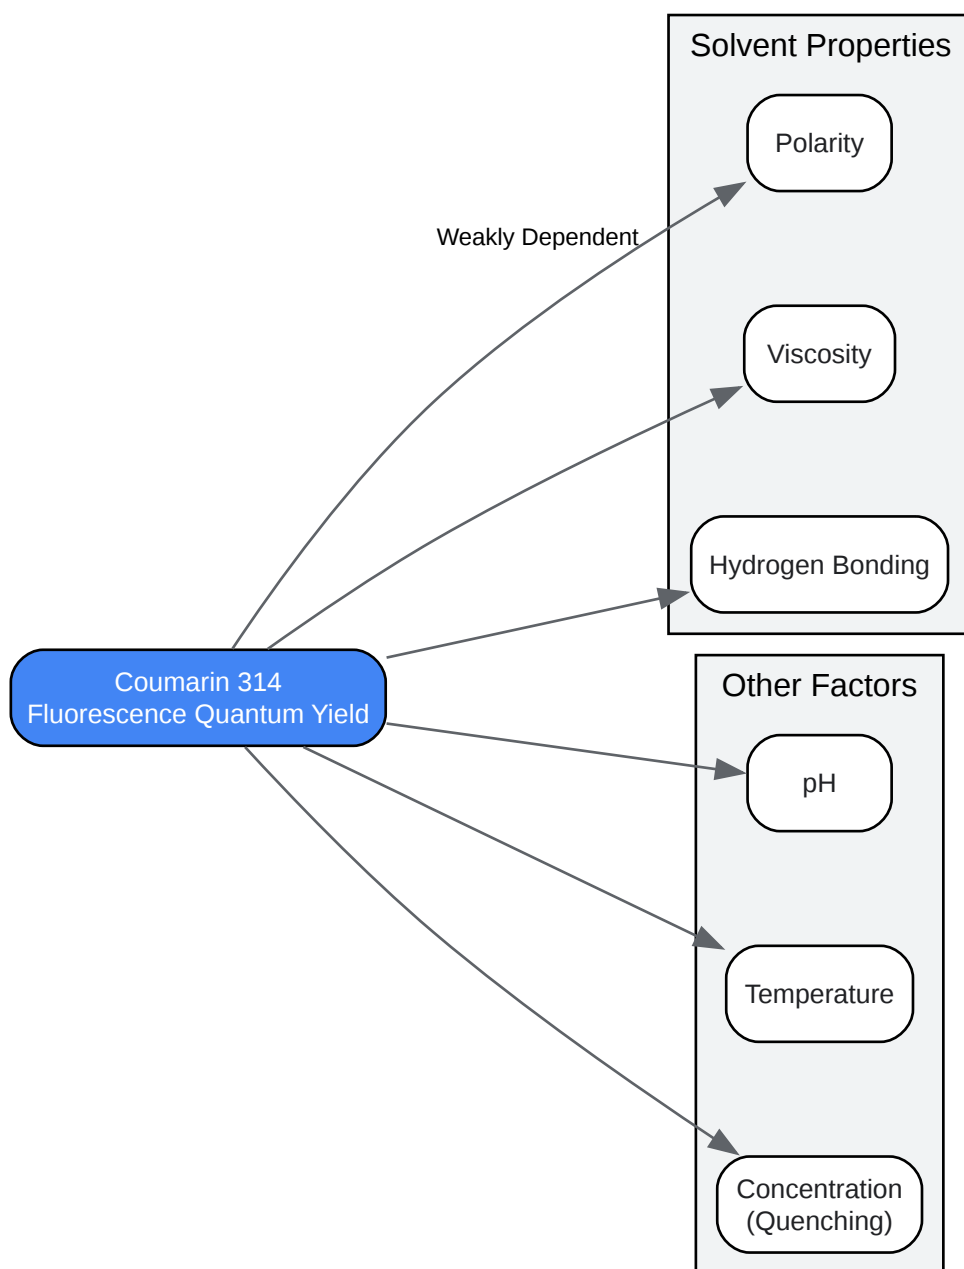 Solvent Properties
Polarity
Weakly Dependent
Viscosity
Hydrogen Bonding
Coumarin 314
Fluorescence Quantum Yield
Other Factors
pH
Temperature
Concentration
(Quenching)